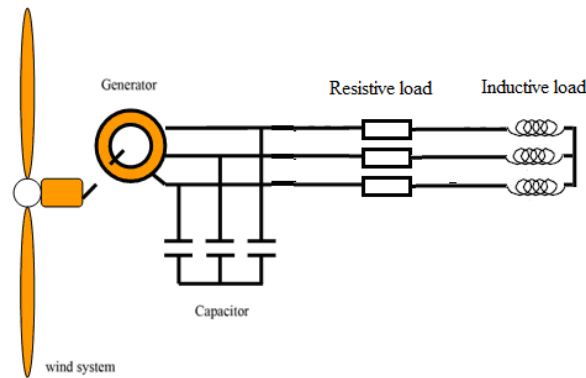 Generator
Resistive load
Inductive load
Capacitor
wind system